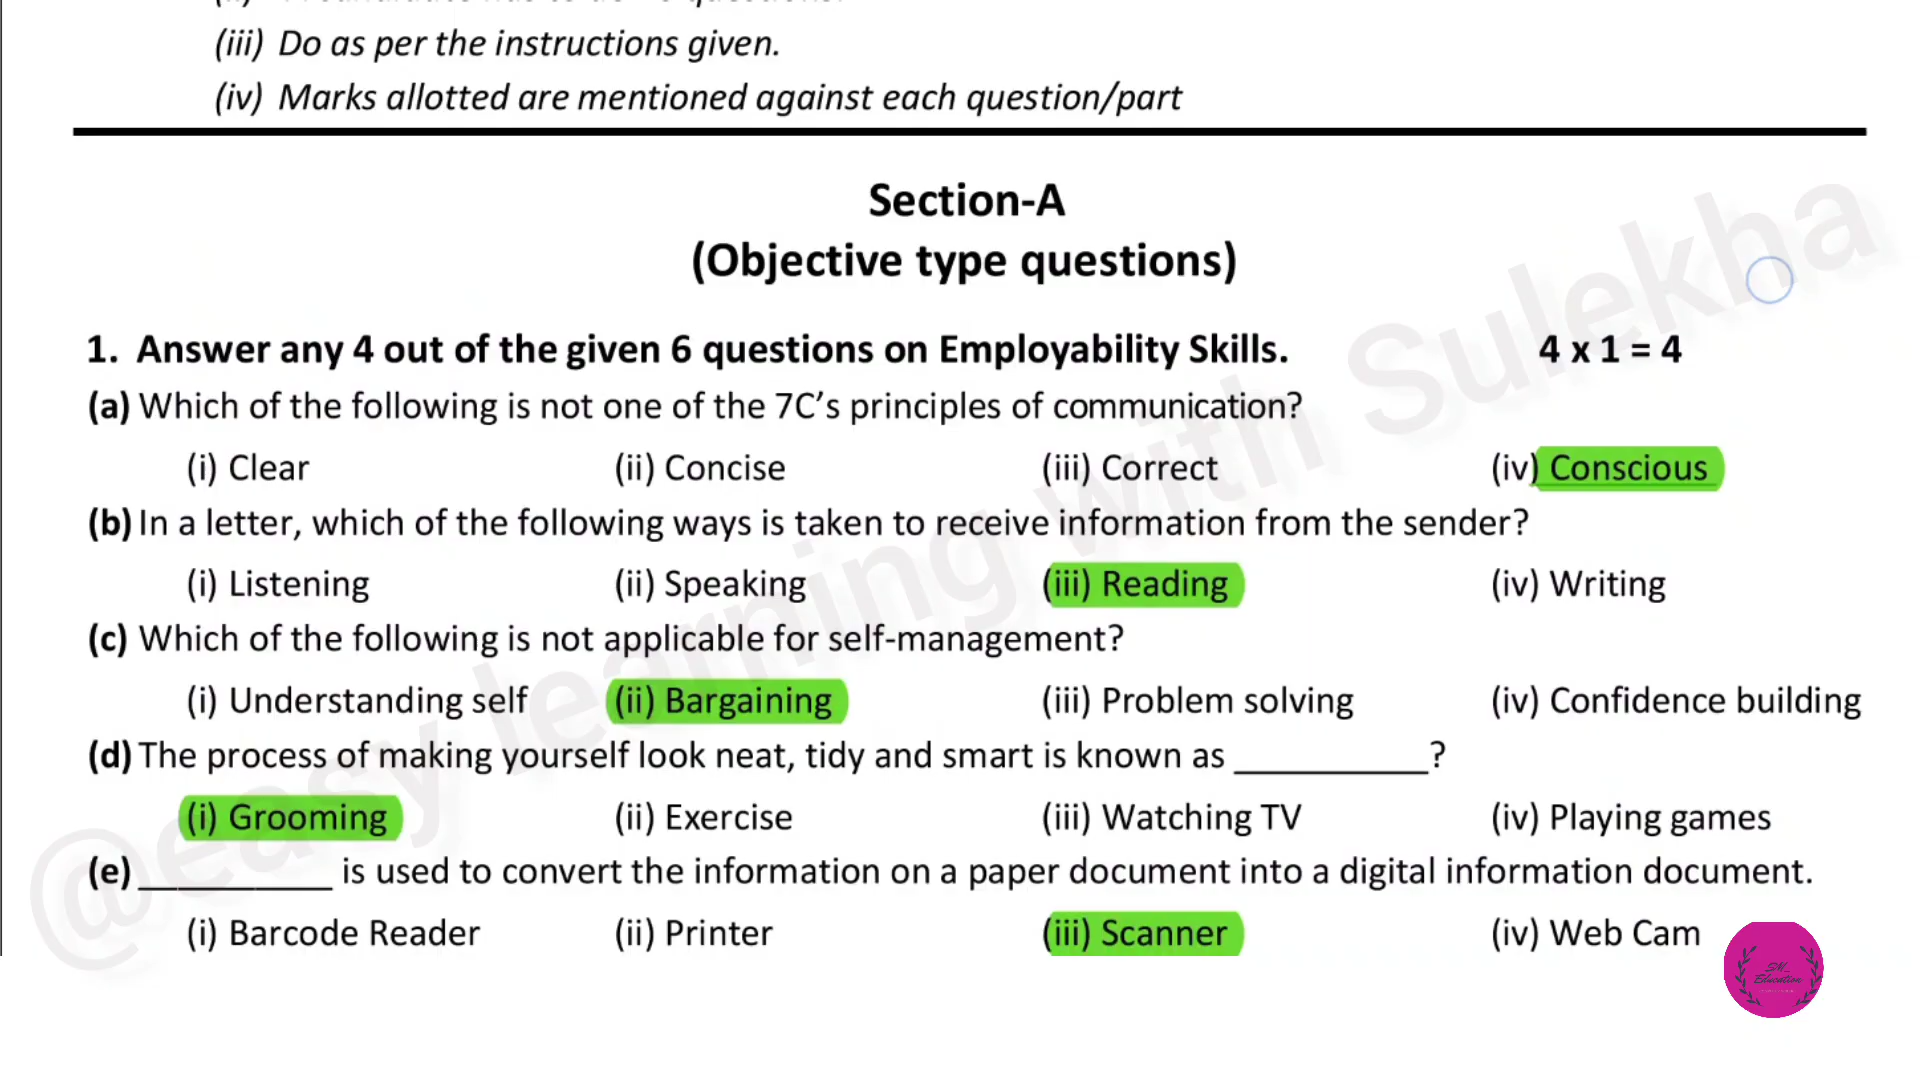 (iii) Do as per the instructions given.
(iv) Marks allotted are mentioned against each question/part
Section-A
(Objective type questions)
1. Answer any 4 out of the given 6 questions on Employability Skills. 4 x 1 = 4
(a) Which of the following is not one of the 7C’s principles of communication?
(i) Clear (ii) Concise (iii) Correct (iv) Conscious
(b) In a letter, which of the following ways is taken to receive information from the sender?
(i) Listening (ii) Speaking (iii) Reading (iv) Writing
(c) Which of the following is not applicable for self-management?
(i) Understanding self (ii) Bargaining (iii) Problem solving (iv) Confidence building
(d) The process of making yourself look neat, tidy and smart is known as __________?
(i) Grooming (ii) Exercise (iii) Watching TV (iv) Playing games
(e) __________ is used to convert the information on a paper document into a digital information document.
(i) Barcode Reader (ii) Printer (iii) Scanner (iv) Web Cam
@easy learning with Sulekha
SM_
Education